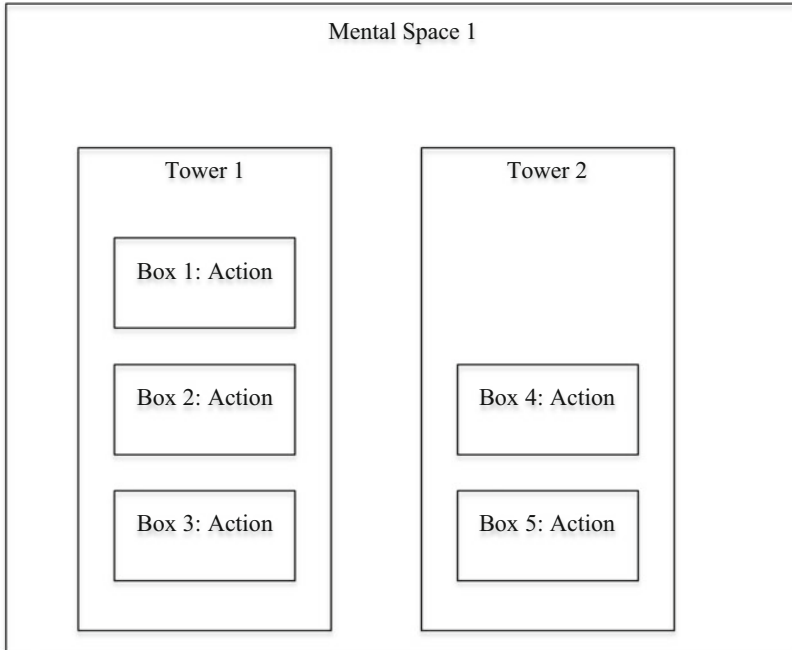 Mental Space 1
Tower 1
Box 1: Action
Box 2: Action
Box 3: Action
Tower 2
Box 4: Action
Box 5: Action